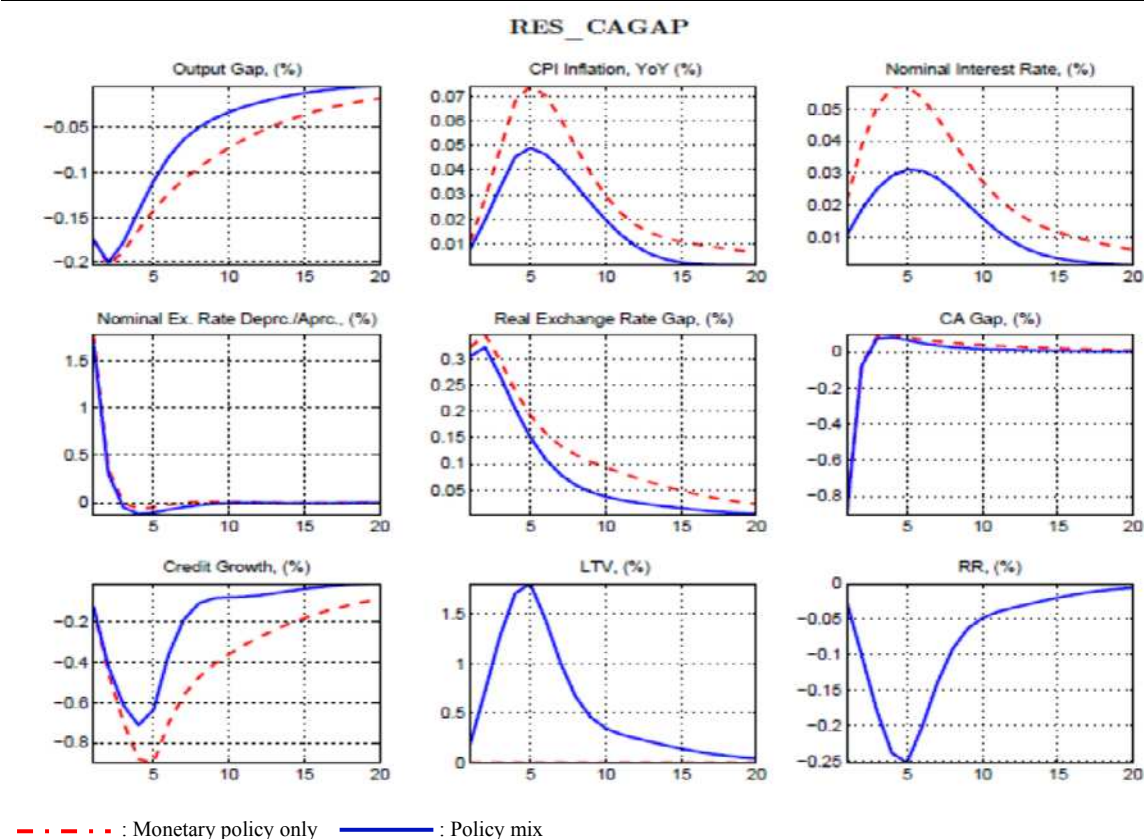 RES_CAGAP
Output Gap, (%)
−0.05
−0.1
−0.15
−0.2
5 10 15 20
CPI Inflation, YoY (%)
0.07
0.06
0.05
0.04
0.03
0.02
0.01
5 10 15 20
Nominal Interest Rate, (%)
0.05
0.04
0.03
0.02
0.01
5 10 15 20
Nominal Ex. Rate Deprc./Aprc., (%)
1.5
1
0.5
0
5 10 15 20
Real Exchange Rate Gap, (%)
0.3
0.25
0.2
0.15
0.1
0.05
5 10 15 20
CA Gap, (%)
0
−0.2
−0.4
−0.6
−0.8
5 10 15 20
Credit Growth, (%)
−0.2
−0.4
−0.6
−0.8
5 10 15 20
LTV, (%)
1.5
1
0.5
0
5 10 15 20
RR, (%)
0
−0.05
−0.1
−0.15
−0.2
−0.25
5 10 15 20
: Monetary policy only : Policy mix